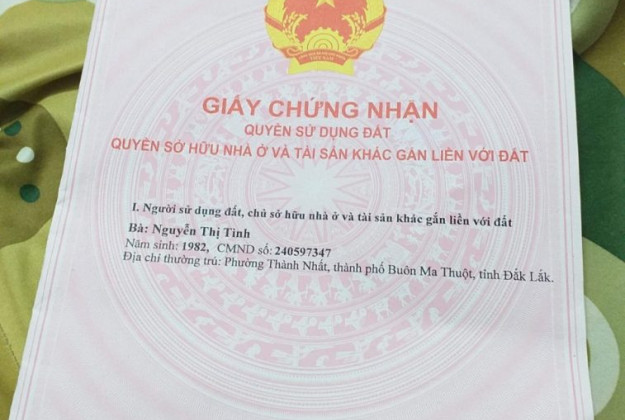 GIẤY CHỨNG NHẬN
QUYỀN SỬ DỤNG ĐẤT
QUYỀN SỞ HỮU NHÀ Ở VÀ TÀI SẢN KHÁC GẮN LIỀN VỚI ĐẤT
I. Người sử dụng đất, chủ sở hữu nhà ở và tài sản khác gắn liền với đất
Bà: Nguyễn Thị Tình
Năm sinh: 1982, CMND số: 240597347
Địa chỉ thường trú: Phường Thành Nhất, thành phố Buôn Ma Thuột, tỉnh Đắk Lắk.